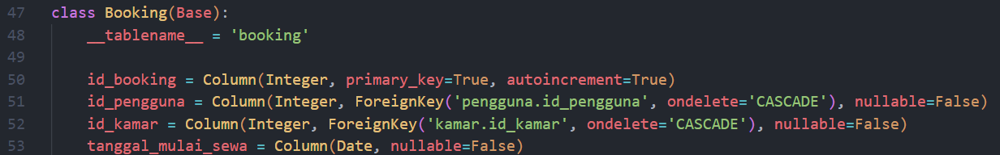 47 class Booking(Base):
48 __tablename__ = 'booking'
49
50 id_booking = Column(Integer, primary_key=True, autoincrement=True)
51 id_pengguna = Column(Integer, ForeignKey('pengguna.id_pengguna', ondelete='CASCADE'), nullable=False)
52 id_kamar = Column(Integer, ForeignKey('kamar.id_kamar', ondelete='CASCADE'), nullable=False)
53 tanggal_mulai_sewa = Column(Date, nullable=False)